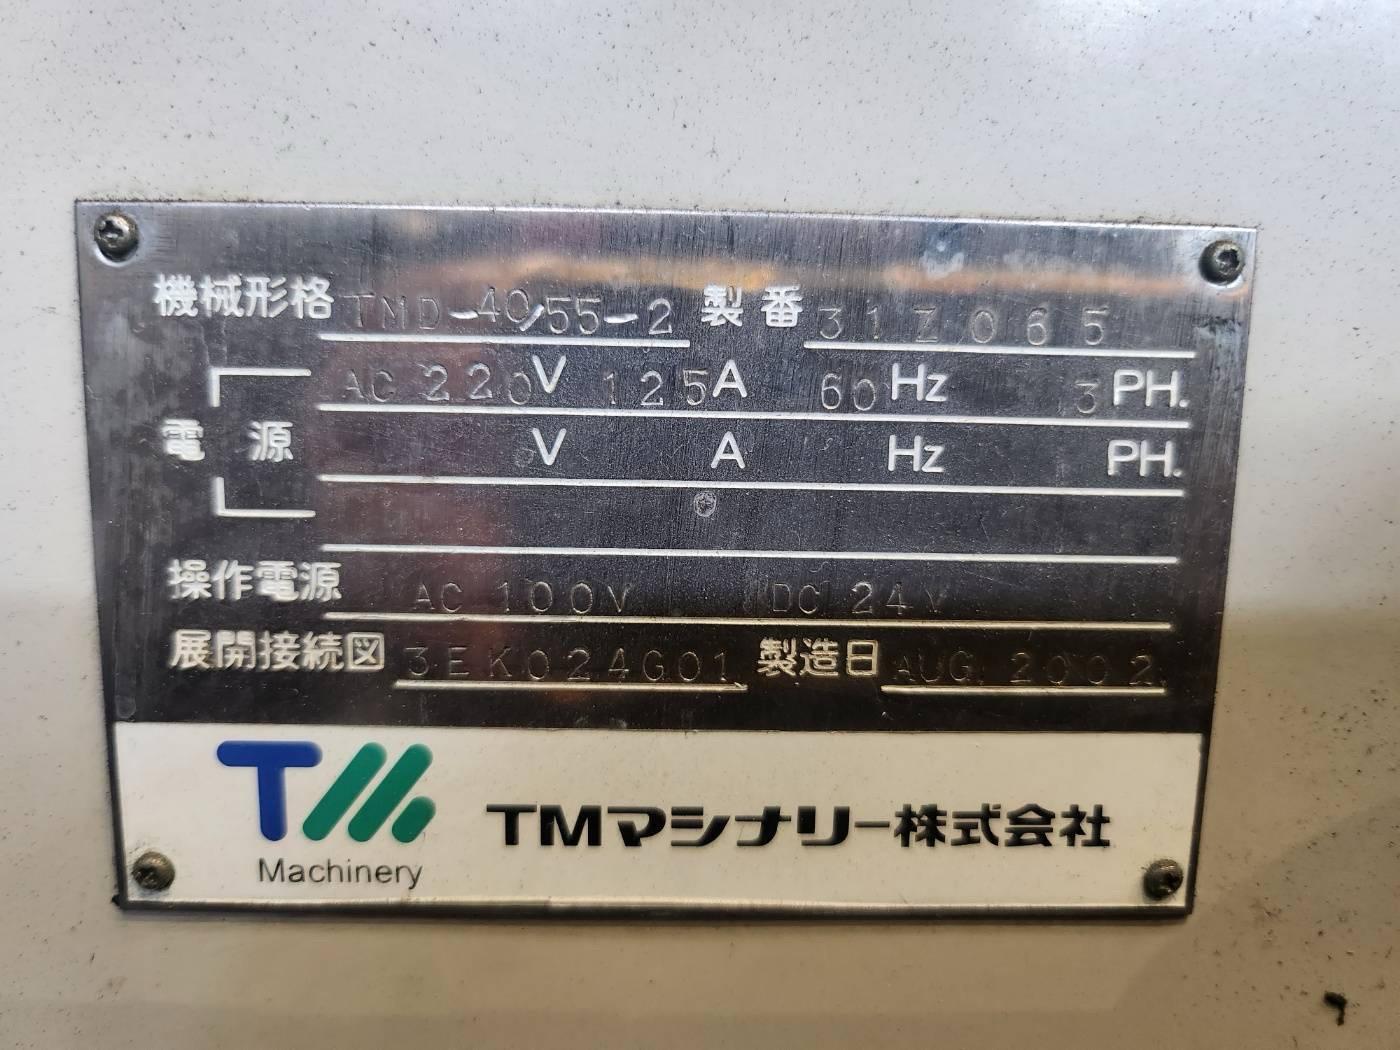 機械形格 TMD-40/55-2 製番 31Z065
AC 220V 125A 60Hz 3PH.
電源 V A Hz PH.
操作電源 AC 100V DC 24V
展開接続図 3EK024G01 製造日 AUG. 2002
TM
Machinery
TMマシナリー株式会社